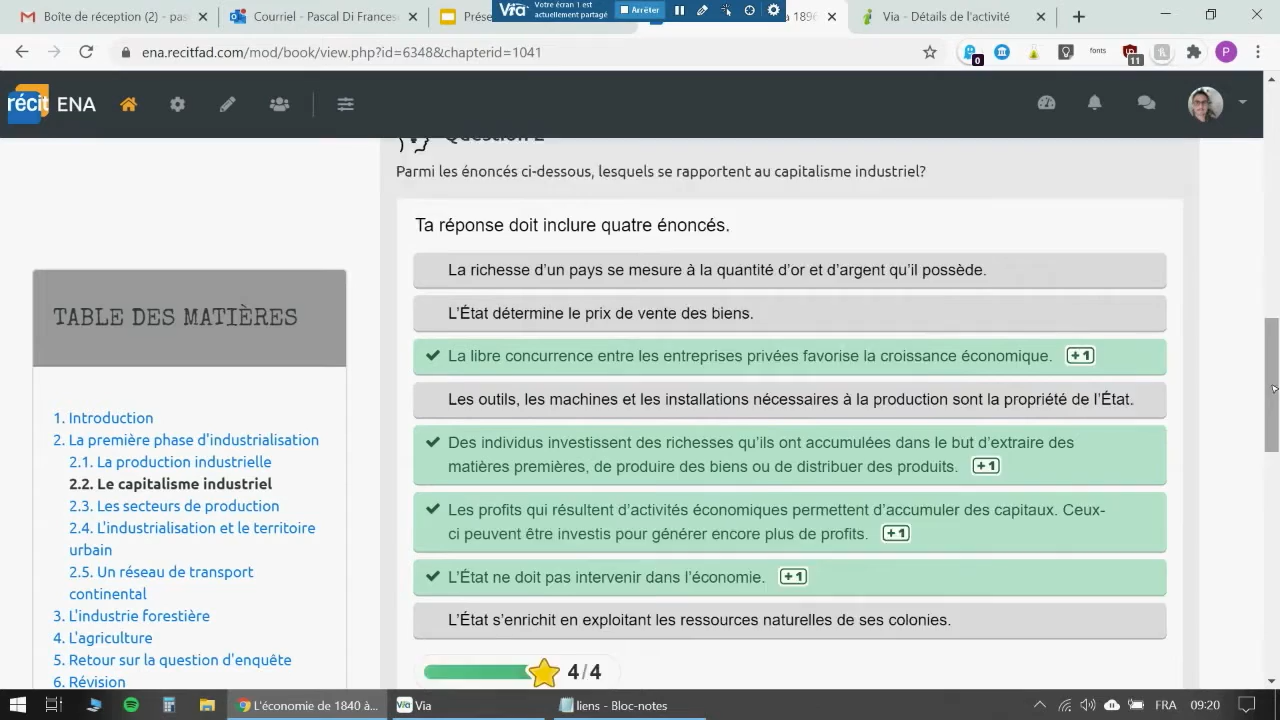 Boîte de réception - pas
Courriel - Pascal Di Frances
Prése
Via
Votre écran 1 est
actuellement partagé
Arrêter
à 189
Via - Détails de l'activité
ena.recitfad.com/mod/book/view.php?id=6348&chapterid=1041
0
fonts
11
P
récit ENA
Question 2
Parmi les énoncés ci-dessous, lesquels se rapportent au capitalisme industriel?
Ta réponse doit inclure quatre énoncés.
La richesse d’un pays se mesure à la quantité d’or et d’argent qu’il possède.
L’État détermine le prix de vente des biens.
La libre concurrence entre les entreprises privées favorise la croissance économique. +1
Les outils, les machines et les installations nécessaires à la production sont la propriété de l’État.
Des individus investissent des richesses qu’ils ont accumulées dans le but d’extraire des
matières premières, de produire des biens ou de distribuer des produits. +1
Les profits qui résultent d’activités économiques permettent d’accumuler des capitaux. Ceux-
ci peuvent être investis pour générer encore plus de profits. +1
L’État ne doit pas intervenir dans l’économie. +1
L’État s’enrichit en exploitant les ressources naturelles de ses colonies.
4/4
TABLE DES MATIÈRES
1. Introduction
2. La première phase d'industrialisation
2.1. La production industrielle
2.2. Le capitalisme industriel
2.3. Les secteurs de production
2.4. L'industrialisation et le territoire
urbain
2.5. Un réseau de transport
continental
3. L'industrie forestière
4. L'agriculture
5. Retour sur la question d'enquête
6. Révision
L'économie de 1840 à...
Via
liens - Bloc-notes
FRA
09:20